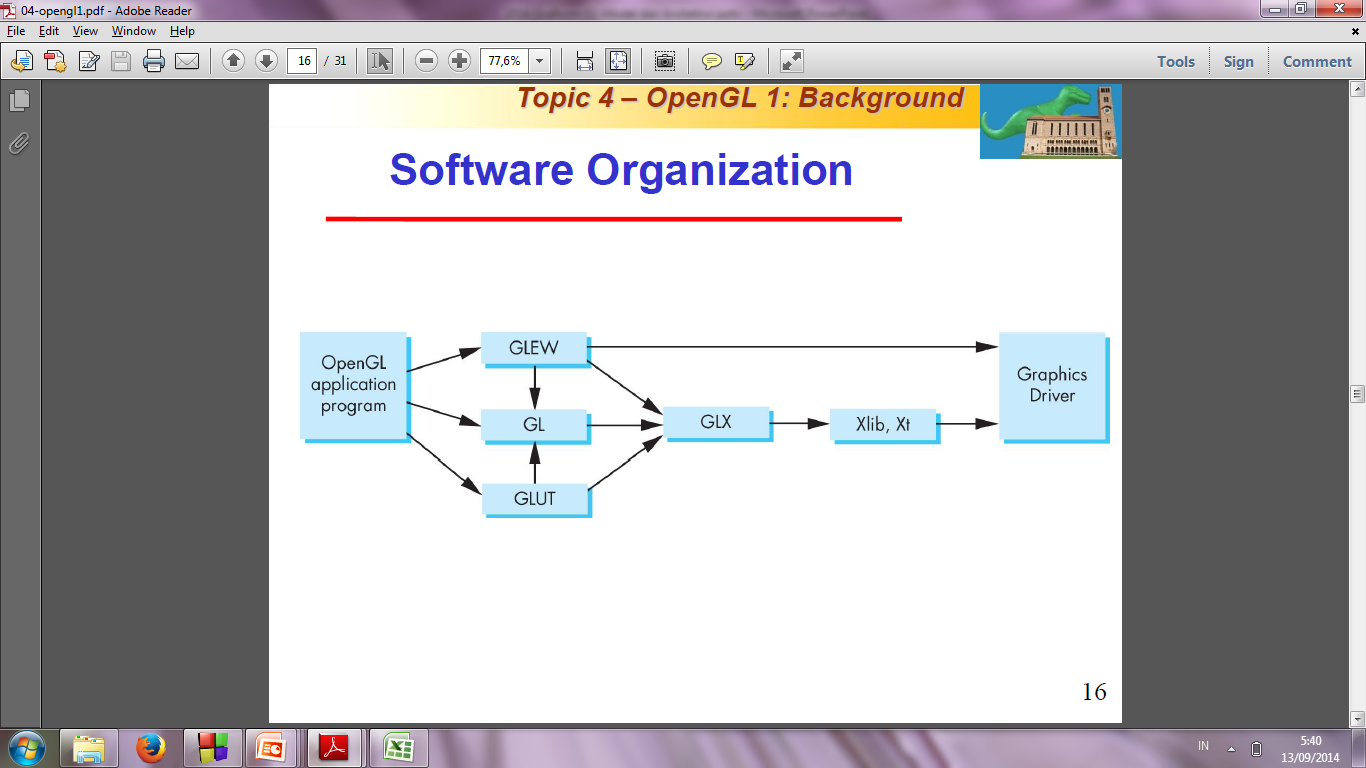 04-opengl1.pdf - Adobe Reader
File Edit View Window Help
16 / 31
77,6%
Tools Sign Comment
Topic 4 – OpenGL 1: Background
Software Organization
OpenGL
application
program
GLEW
GL
GLUT
GLX
Xlib, Xt
Graphics
Driver
16
IN
5:40
13/09/2014